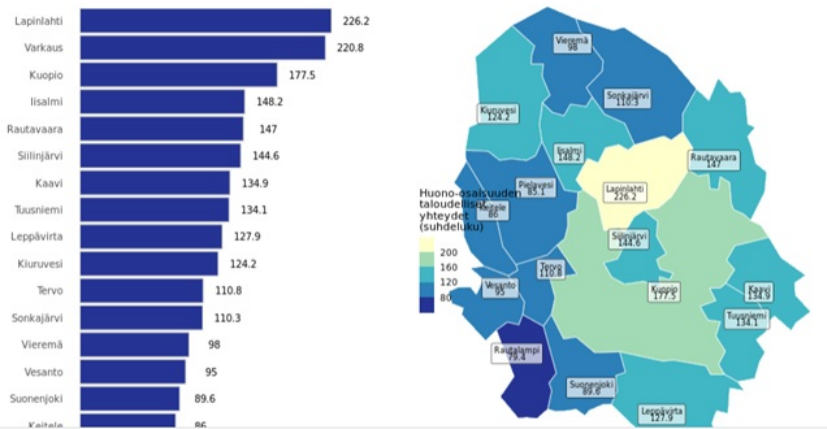 Lapinlahti 226.2
Varkaus 220.8
Kuopio 177.5
Iisalmi 148.2
Rautavaara 147
Siilinjärvi 144.6
Kaavi 134.9
Tuusniemi 134.1
Leppävirta 127.9
Kiuruvesi 124.2
Tervo 110.8
Sonkajärvi 110.3
Vieremä 98
Vesanto 95
Suonenjoki 89.6
Keitele 86
Vieremä
98
Sonkajärvi
110.3
Kiuruvesi
124.2
Iisalmi
148.2
Rautavaara
147
Pielavesi
85.1
Lapinlahti
226.2
Keitele
86
Siilinjärvi
144.6
Tervo
110.8
Vesanto
95
Kuopio
177.5
Kaavi
134.9
Tuusniemi
134.1
Rautalampi
79.4
Suonenjoki
89.6
Leppävirta
127.9
Huono-osaisuuden
taloudelliset
yhteydet
(suhdeluku)
200
160
120
80